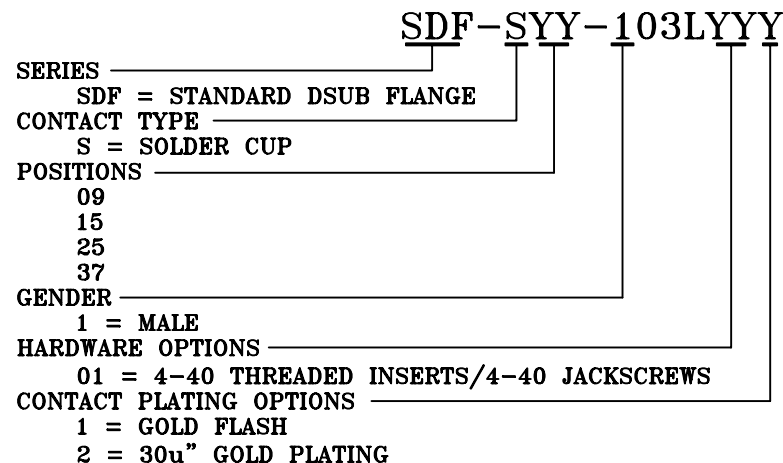 SDF-SYY-103LYYY
SERIES
SDF = STANDARD DSUB FLANGE
CONTACT TYPE
S = SOLDER CUP
POSITIONS
09
15
25
37
GENDER
1 = MALE
HARDWARE OPTIONS
01 = 4-40 THREADED INSERTS/4-40 JACKSCREWS
CONTACT PLATING OPTIONS
1 = GOLD FLASH
2 = 30u” GOLD PLATING